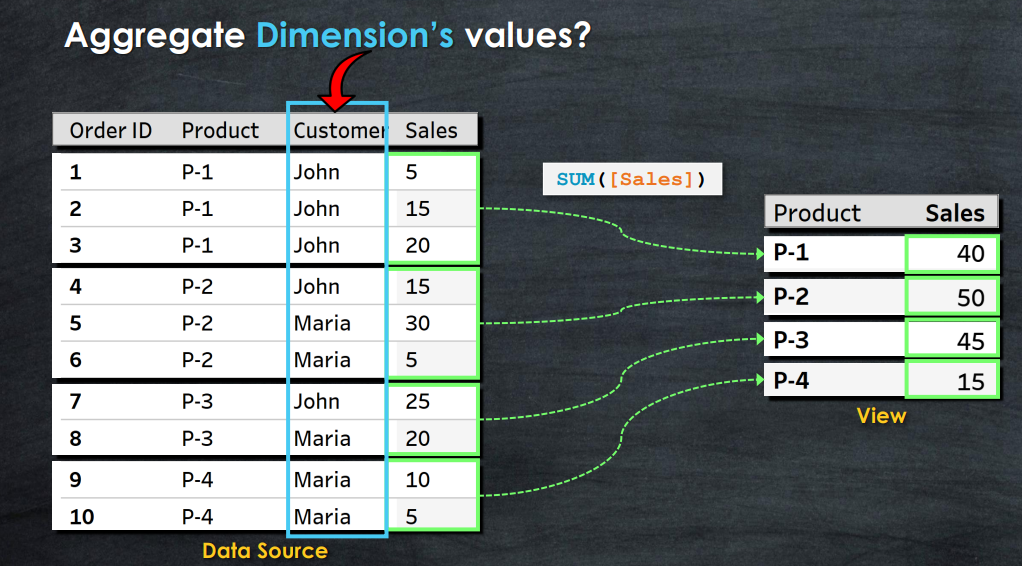 Aggregate Dimension's values?
Order ID Product Customer Sales
1 P-1 John 5
2 P-1 John 15
3 P-1 John 20
4 P-2 John 15
5 P-2 Maria 30
6 P-2 Maria 5
7 P-3 John 25
8 P-3 Maria 20
9 P-4 Maria 10
10 P-4 Maria 5
Data Source
SUM([Sales])
Product Sales
P-1 40
P-2 50
P-3 45
P-4 15
View